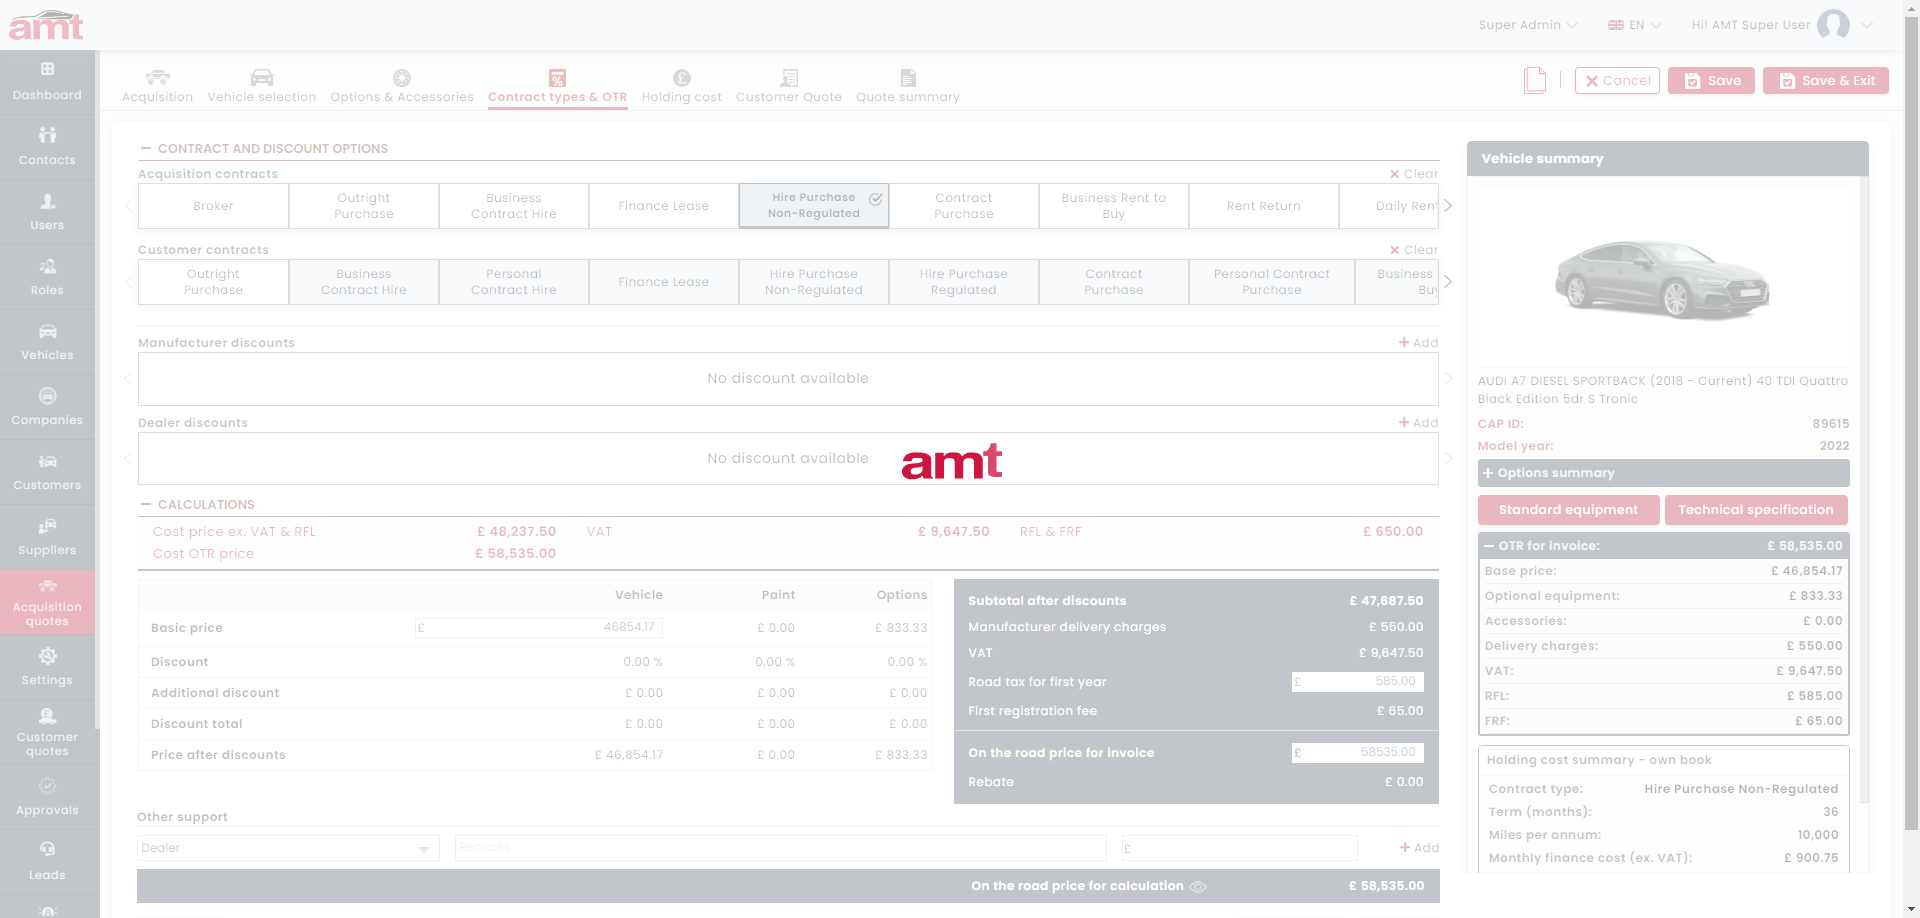 amt
Super Admin
EN
Hi! AMT Super User
Dashboard
Contacts
Users
Roles
Vehicles
Companies
Customers
Suppliers
Acquisition
quotes
Settings
Customer
quotes
Approvals
Leads
Acquisition
Vehicle selection
Options & Accessories
Contract types & OTR
Holding cost
Customer Quote
Quote summary
Cancel
Save
Save & Exit
CONTRACT AND DISCOUNT OPTIONS
Acquisition contracts
Clear
Broker
Outright
Purchase
Business
Contract Hire
Finance Lease
Hire Purchase
Non-Regulated
Contract
Purchase
Business Rent to
Buy
Rent Return
Daily Ren
Customer contracts
Clear
Outright
Purchase
Business
Contract Hire
Personal
Contract Hire
Finance Lease
Hire Purchase
Non-Regulated
Hire Purchase
Regulated
Contract
Purchase
Personal Contract
Purchase
Business
Buy
Manufacturer discounts
+ Add
No discount available
Dealer discounts
+ Add
No discount available
amt
CALCULATIONS
Cost price ex. VAT & RFL £ 48,237.50 VAT £ 9,647.50 RFL & FRF £ 650.00
Cost OTR price £ 58,535.00
Vehicle Paint Options
Basic price £ 46854.17 £ 0.00 £ 833.33
Discount 0.00 % 0.00 % 0.00 %
Additional discount £ 0.00 £ 0.00 £ 0.00
Discount total £ 0.00 £ 0.00 £ 0.00
Price after discounts £ 46,854.17 £ 0.00 £ 833.33
Subtotal after discounts £ 47,687.50
Manufacturer delivery charges £ 550.00
VAT £ 9,647.50
Road tax for first year £ 585.00
First registration fee £ 65.00
On the road price for invoice £ 58535.00
Rebate £ 0.00
Other support
Dealer
Remarks
£
+ Add
On the road price for calculation £ 58,535.00
Vehicle summary
AUDI A7 DIESEL SPORTBACK (2018 - Current) 40 TDI Quattro
Black Edition 5dr S Tronic
CAP ID: 89615
Model year: 2022
+ Options summary
Standard equipment
Technical specification
OTR for invoice: £ 58,535.00
Base price: £ 46,854.17
Optional equipment: £ 833.33
Accessories: £ 0.00
Delivery charges: £ 550.00
VAT: £ 9,647.50
RFL: £ 585.00
FRF: £ 65.00
Holding cost summary - own book
Contract type: Hire Purchase Non-Regulated
Term (months): 36
Miles per annum: 10,000
Monthly finance cost (ex. VAT): £ 900.75